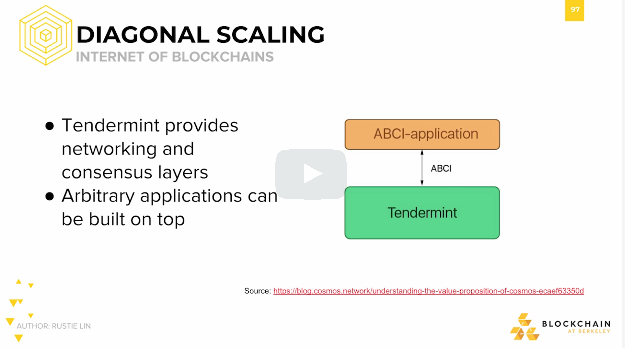 97
DIAGONAL SCALING
INTERNET OF BLOCKCHAINS
● Tendermint provides
networking and
consensus layers
● Arbitrary applications can
be built on top
ABCI-application
ABCI
Tendermint
Source: https://blog.cosmos.network/understanding-the-value-proposition-of-cosmos-ecaef63350d
AUTHOR: RUSTIE LIN
BLOCKCHAIN
AT BERKELEY